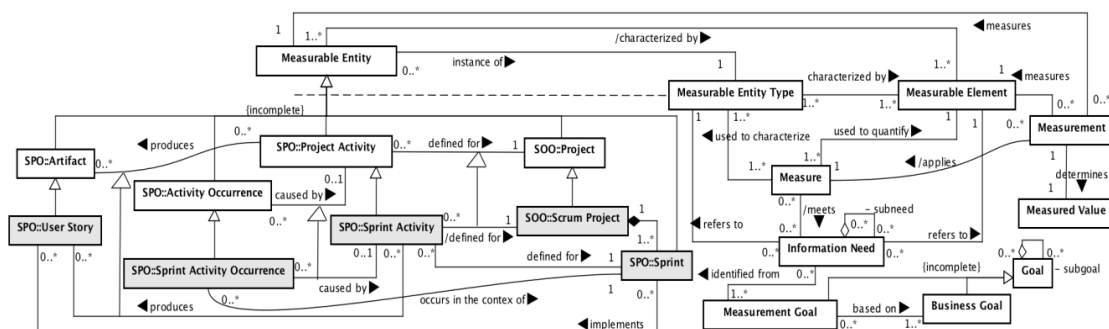 1
1..*
/characterized by ▶
◀ measures
1
Measurable Entity
0..*
instance of ▶
1
1..*
1
characterized by ▶
◀ measures
Measurable Entity Type
1..*
1..*
Measurable Element
0..*
0..*
{incomplete}
◀ produces
0..*
1
1..*
◀ used to characterize
used to quantify ▶
1
1
0..*
Measurement
SPO::Artifact
0..*
SPO::Project Activity
0..*
defined for ▶
1
SOO::Project
1..*
1..*
Measure
1
◀ /applies
1
determines
▼
1
Measured Value
SPO::Activity Occurrence
caused by ▶
0..1
0..*
0..*
/meets
▼
– subneed
0..*
0..*
SPO::User Story
SPO::Sprint Activity
0..*
/defined for ▶
1
SOO::Scrum Project
1
1..*
◀ refers to
refers to ▶
0..*
0..*
0..*
Information Need
0..*
0..*
0..*
SPO::Sprint Activity Occurrence
0..*
0..1
0..*
defined for ▶
1
SPO::Sprint
◀ identified from
0..*
{incomplete}
0..*
0..*
Goal
– subgoal
caused by ▶
0..*
occurs in the contex of ▶
1
0..*
1..*
Measurement Goal
0..*
based on ▶
1..*
Business Goal
◀ produces
◀ implements